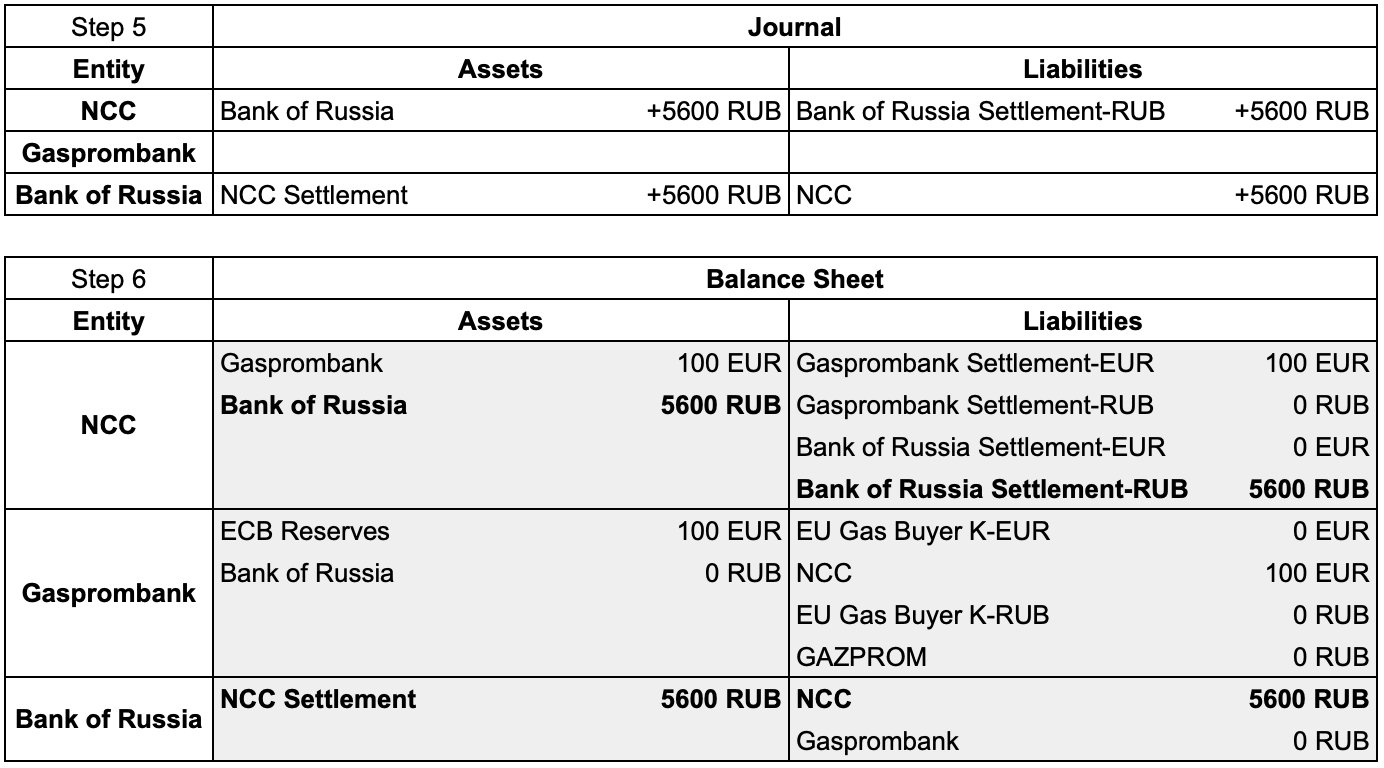 Step 5 Journal
Entity Assets Liabilities
NCC Bank of Russia +5600 RUB Bank of Russia Settlement-RUB +5600 RUB
Gasprombank
Bank of Russia NCC Settlement +5600 RUB NCC +5600 RUB
Step 6 Balance Sheet
Entity Assets Liabilities
Gasprombank 100 EUR Gasprombank Settlement-EUR 100 EUR
Bank of Russia 5600 RUB Gasprombank Settlement-RUB 0 RUB
NCC
Bank of Russia Settlement-EUR 0 EUR
Bank of Russia Settlement-RUB 5600 RUB
ECB Reserves 100 EUR EU Gas Buyer K-EUR 0 EUR
Bank of Russia 0 RUB NCC 100 EUR
Gasprombank
EU Gas Buyer K-RUB 0 RUB
GAZPROM 0 RUB
Bank of Russia
NCC Settlement 5600 RUB NCC 5600 RUB
Gasprombank 0 RUB